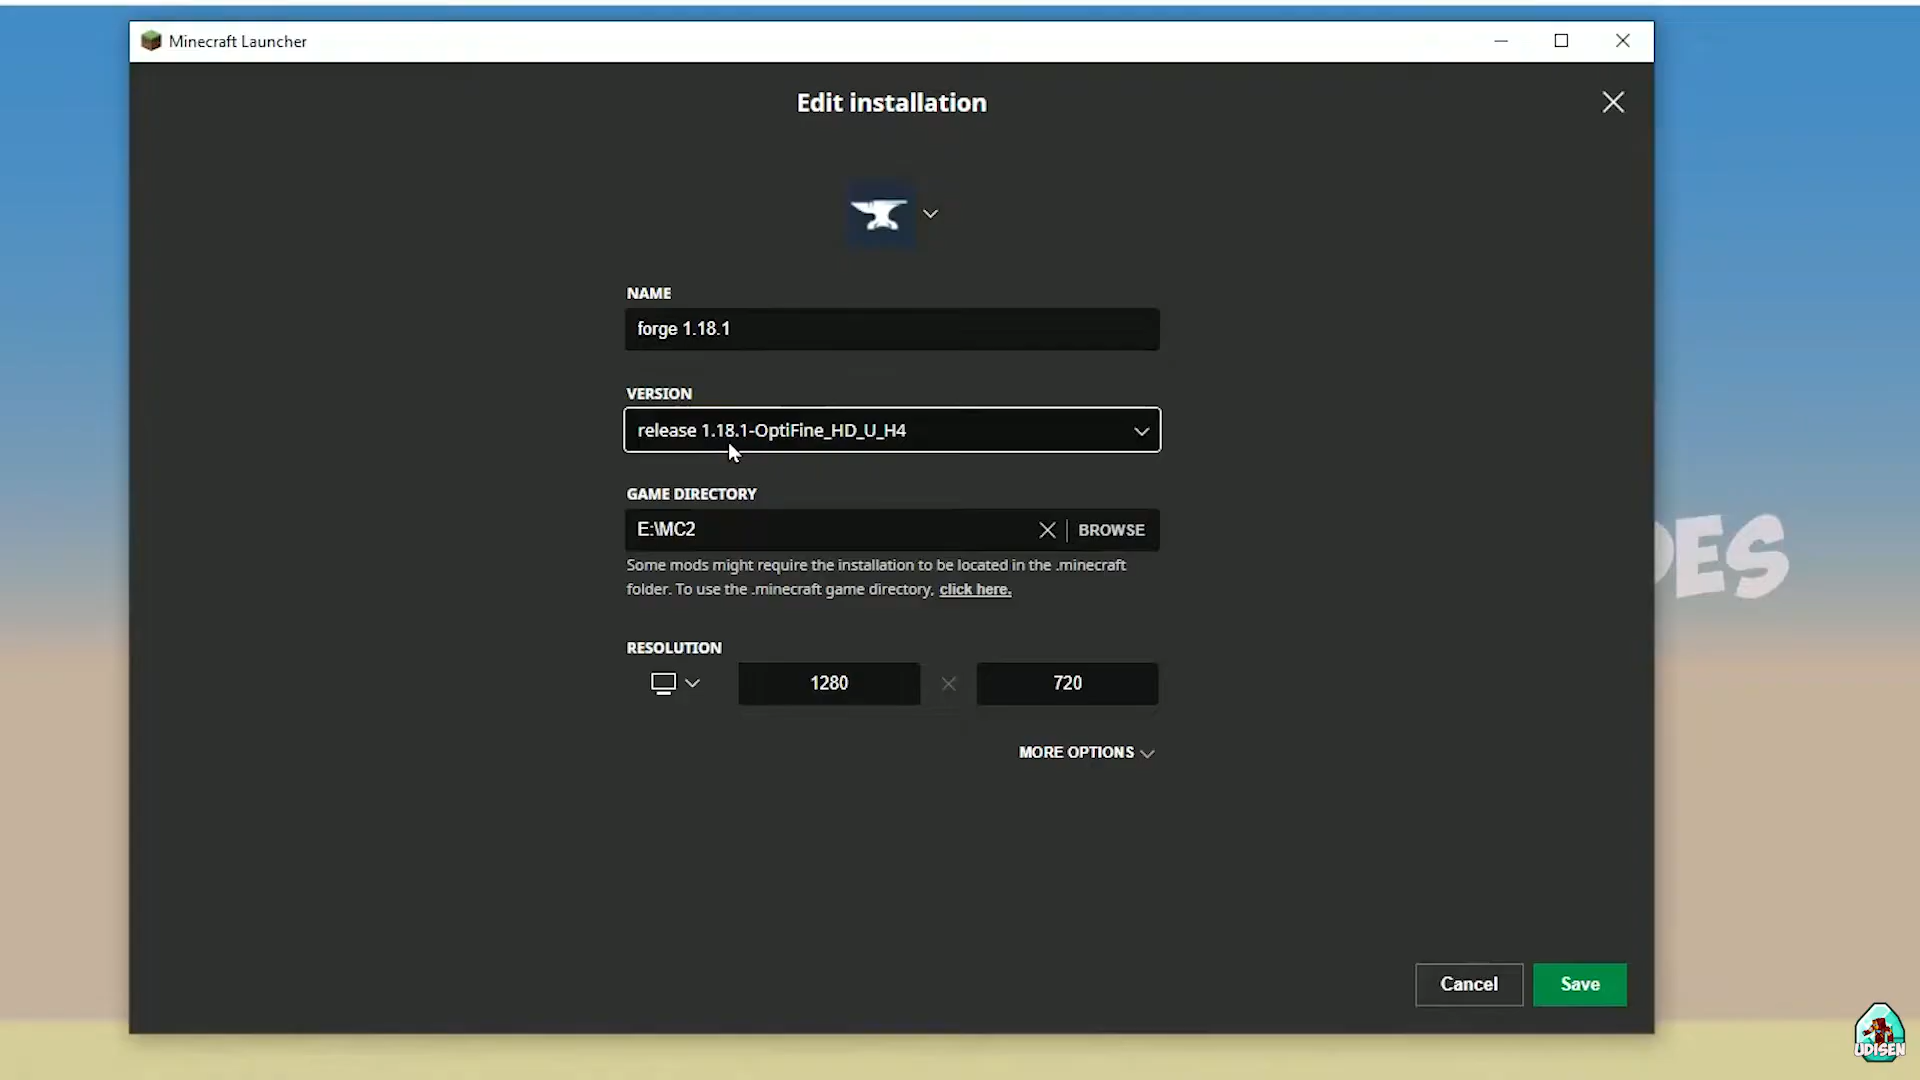 Minecraft Launcher
Edit installation
NAME
forge 1.18.1
VERSION
release 1.18.1-OptiFine_HD_U_H4
GAME DIRECTORY
E:\MC2
BROWSE
Some mods might require the installation to be located in the .minecraft
folder. To use the .minecraft game directory, click here.
DES
RESOLUTION
1280
720
MORE OPTIONS
Cancel
Save
UDISEN